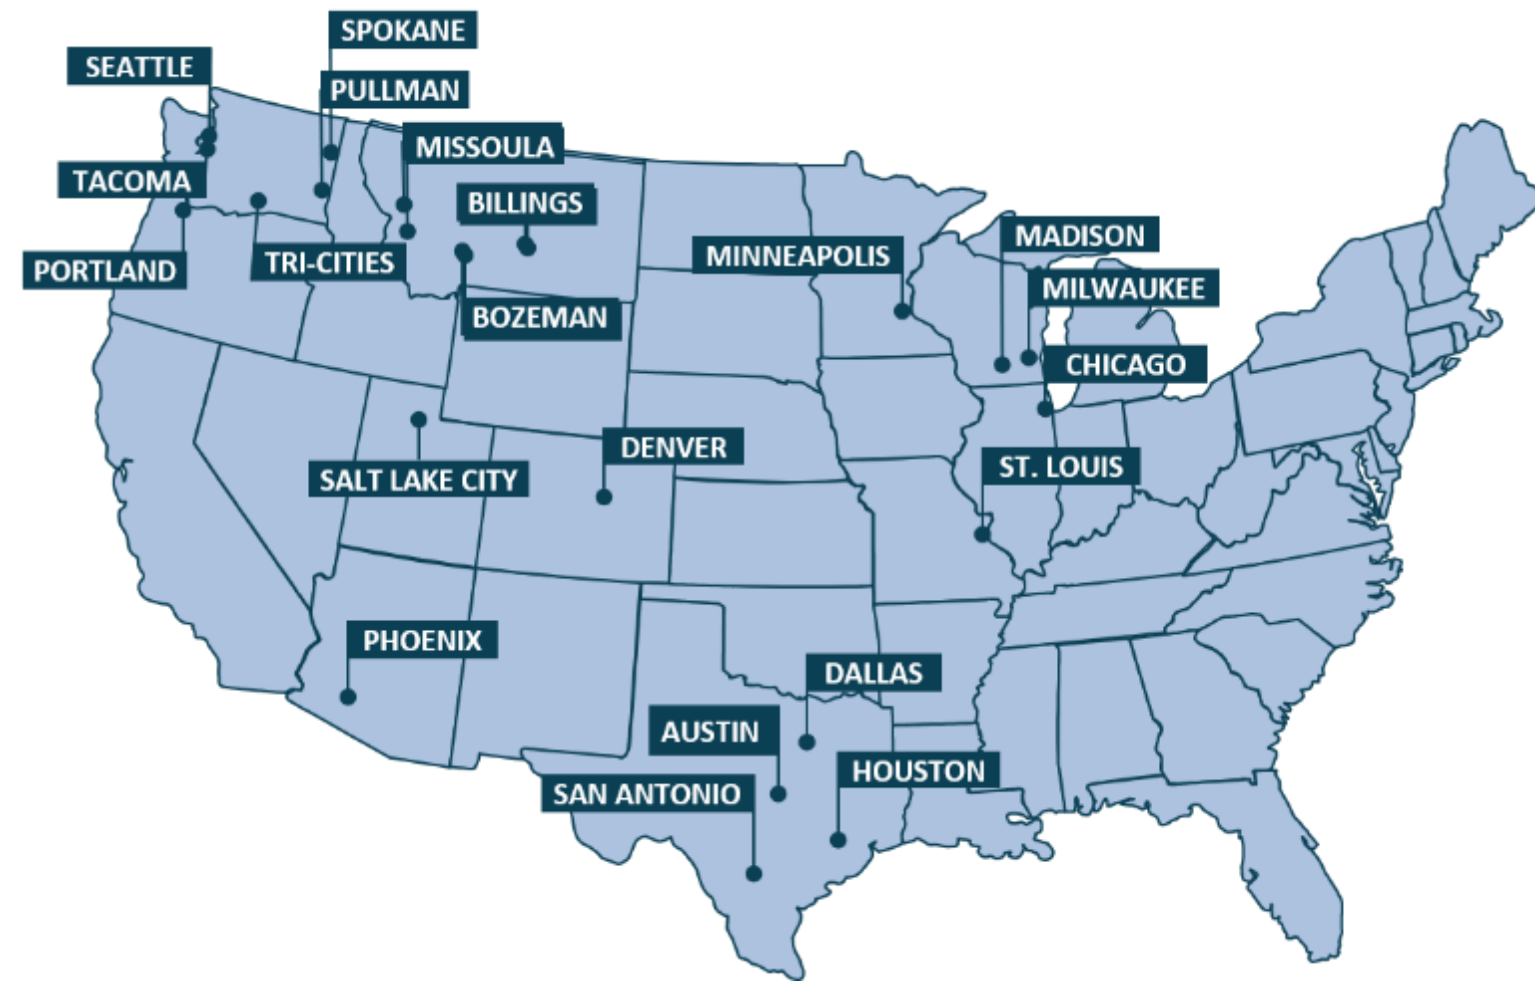 SPOKANE
SEATTLE
PULLMAN
MISSOULA
TACOMA
BILLINGS
MADISON
MINNEAPOLIS
TRI-CITIES
PORTLAND
MILWAUKEE
BOZEMAN
CHICAGO
DENVER
ST. LOUIS
SALT LAKE CITY
PHOENIX
DALLAS
AUSTIN
HOUSTON
SAN ANTONIO